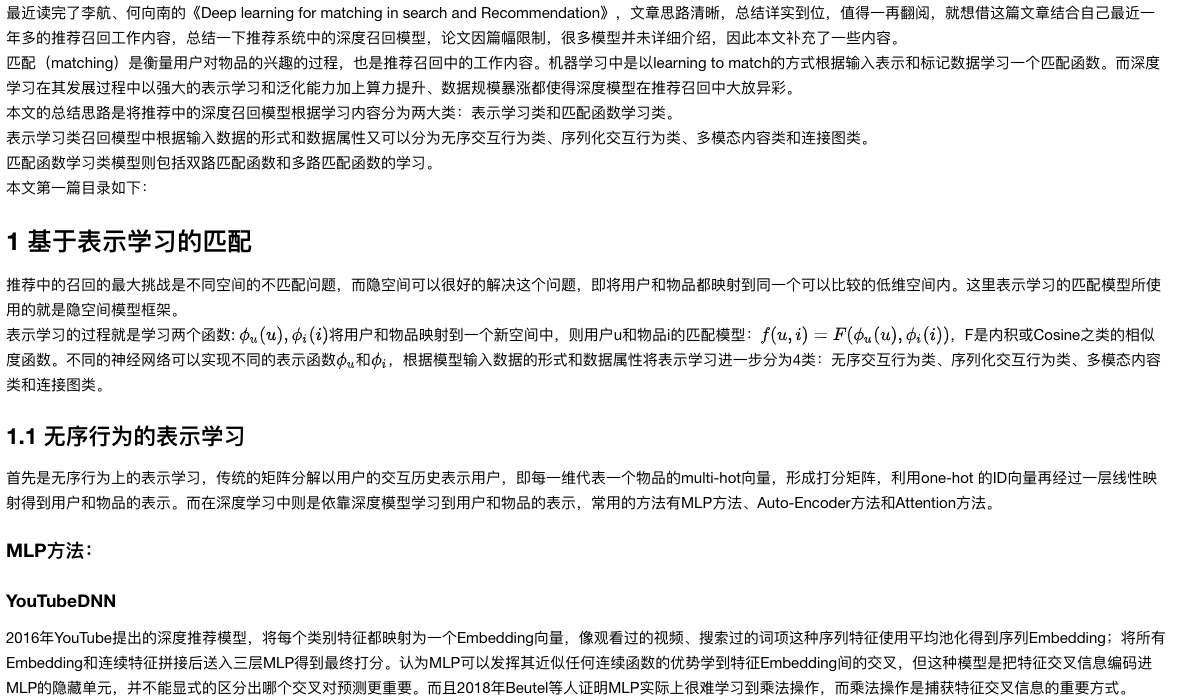 最近读完了李航、何向南的《Deep learning for matching in search and Recommendation》，文章思路清晰，总结详实到位，值得一再翻阅，就想借这篇文章结合自己最近一
年多的推荐召回工作内容，总结一下推荐系统中的深度召回模型，论文因篇幅限制，很多模型并未详细介绍，因此本文补充了一些内容。
匹配（matching）是衡量用户对物品的兴趣的过程，也是推荐召回中的工作内容。机器学习中是以learning to match的方式根据输入表示和标记数据学习一个匹配函数。而深度
学习在其发展过程中以强大的表示学习和泛化能力加上算力提升、数据规模暴涨都使得深度模型在推荐召回中大放异彩。
本文的总结思路是将推荐中的深度召回模型根据学习内容分为两大类：表示学习类和匹配函数学习类。
表示学习类召回模型中根据输入数据的形式和数据属性又可以分为无序交互行为类、序列化交互行为类、多模态内容类和连接图类。
匹配函数学习类模型则包括双路匹配函数和多路匹配函数的学习。
本文第一篇目录如下：
1 基于表示学习的匹配
推荐中的召回的最大挑战是不同空间的不匹配问题，而隐空间可以很好的解决这个问题，即将用户和物品都映射到同一个可以比较的低维空间内。这里表示学习的匹配模型所使
用的就是隐空间模型框架。
表示学习的过程就是学习两个函数: ϕ_u(u), ϕ_i(i)将用户和物品映射到一个新空间中，则用户u和物品i的匹配模型：f(u, i) = F(ϕ_u(u), ϕ_i(i))，F是内积或Cosine之类的相似
度函数。不同的神经网络可以实现不同的表示函数ϕ_u和ϕ_i，根据模型输入数据的形式和数据属性将表示学习进一步分为4类：无序交互行为类、序列化交互行为类、多模态内容
类和连接图类。
1.1 无序行为的表示学习
首先是无序行为上的表示学习，传统的矩阵分解以用户的交互历史表示用户，即每一维代表一个物品的multi-hot向量，形成打分矩阵，利用one-hot 的ID向量再经过一层线性映
射得到用户和物品的表示。而在深度学习中则是依靠深度模型学习到用户和物品的表示，常用的方法有MLP方法、Auto-Encoder方法和Attention方法。
MLP方法：
YouTubeDNN
2016年YouTube提出的深度推荐模型，将每个类别特征都映射为一个Embedding向量，像观看过的视频、搜索过的词项这种序列特征使用平均池化得到序列Embedding；将所有
Embedding和连续特征拼接后送入三层MLP得到最终打分。认为MLP可以发挥其近似任何连续函数的优势学到特征Embedding间的交叉，但这种模型是把特征交叉信息编码进
MLP的隐藏单元，并不能显式的区分出哪个交叉对预测更重要。而且2018年Beutel等人证明MLP实际上很难学习到乘法操作，而乘法操作是捕获特征交叉信息的重要方式。